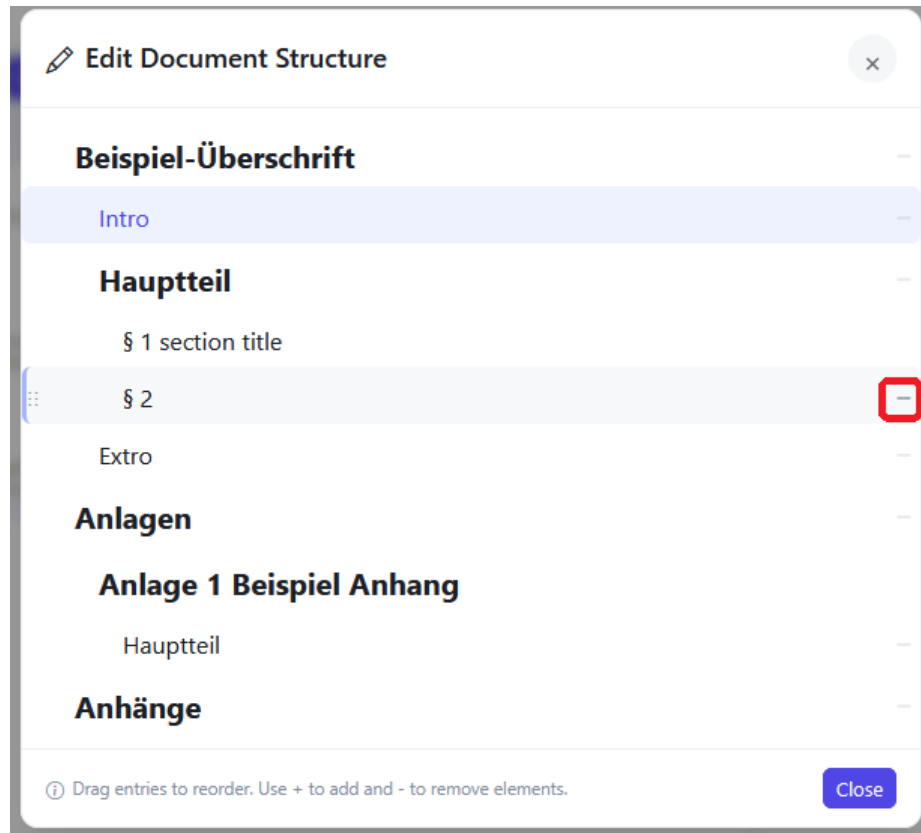 Edit Document Structure
Beispiel-Überschrift
Intro
Hauptteil
§ 1 section title
§ 2
Extro
Anlagen
Anlage 1 Beispiel Anhang
Hauptteil
Anhänge
Drag entries to reorder. Use + to add and - to remove elements.
Close